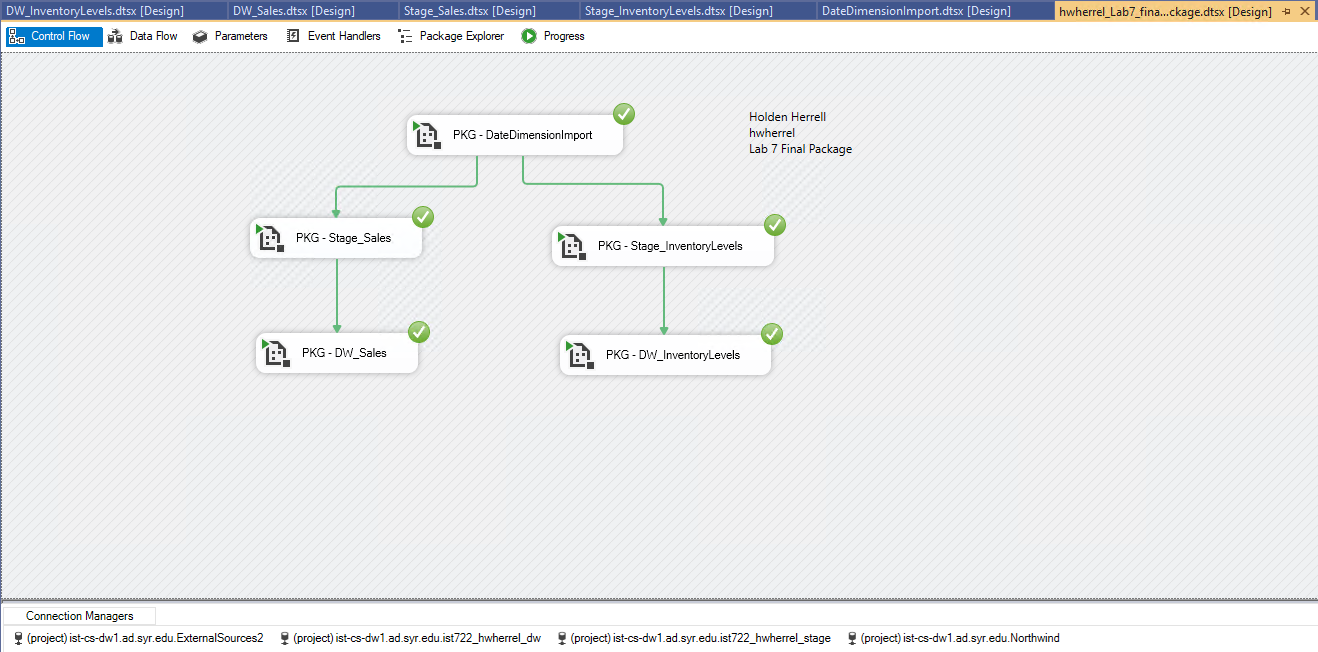 DW_InventoryLevels.dtsx [Design]
DW_Sales.dtsx [Design]
Stage_Sales.dtsx [Design]
Stage_InventoryLevels.dtsx [Design]
DateDimensionImport.dtsx [Design]
hwherrel_Lab7_fina...ckage.dtsx [Design]
Control Flow
Data Flow
Parameters
Event Handlers
Package Explorer
Progress
PKG - DateDimensionImport
Holden Herrell
hwherrel
Lab 7 Final Package
PKG - Stage_Sales
PKG - Stage_InventoryLevels
PKG - DW_Sales
PKG - DW_InventoryLevels
Connection Managers
(project) ist-cs-dw1.ad.syr.edu.ExternalSources2
(project) ist-cs-dw1.ad.syr.edu.ist722_hwherrel_dw
(project) ist-cs-dw1.ad.syr.edu.ist722_hwherrel_stage
(project) ist-cs-dw1.ad.syr.edu.Northwind